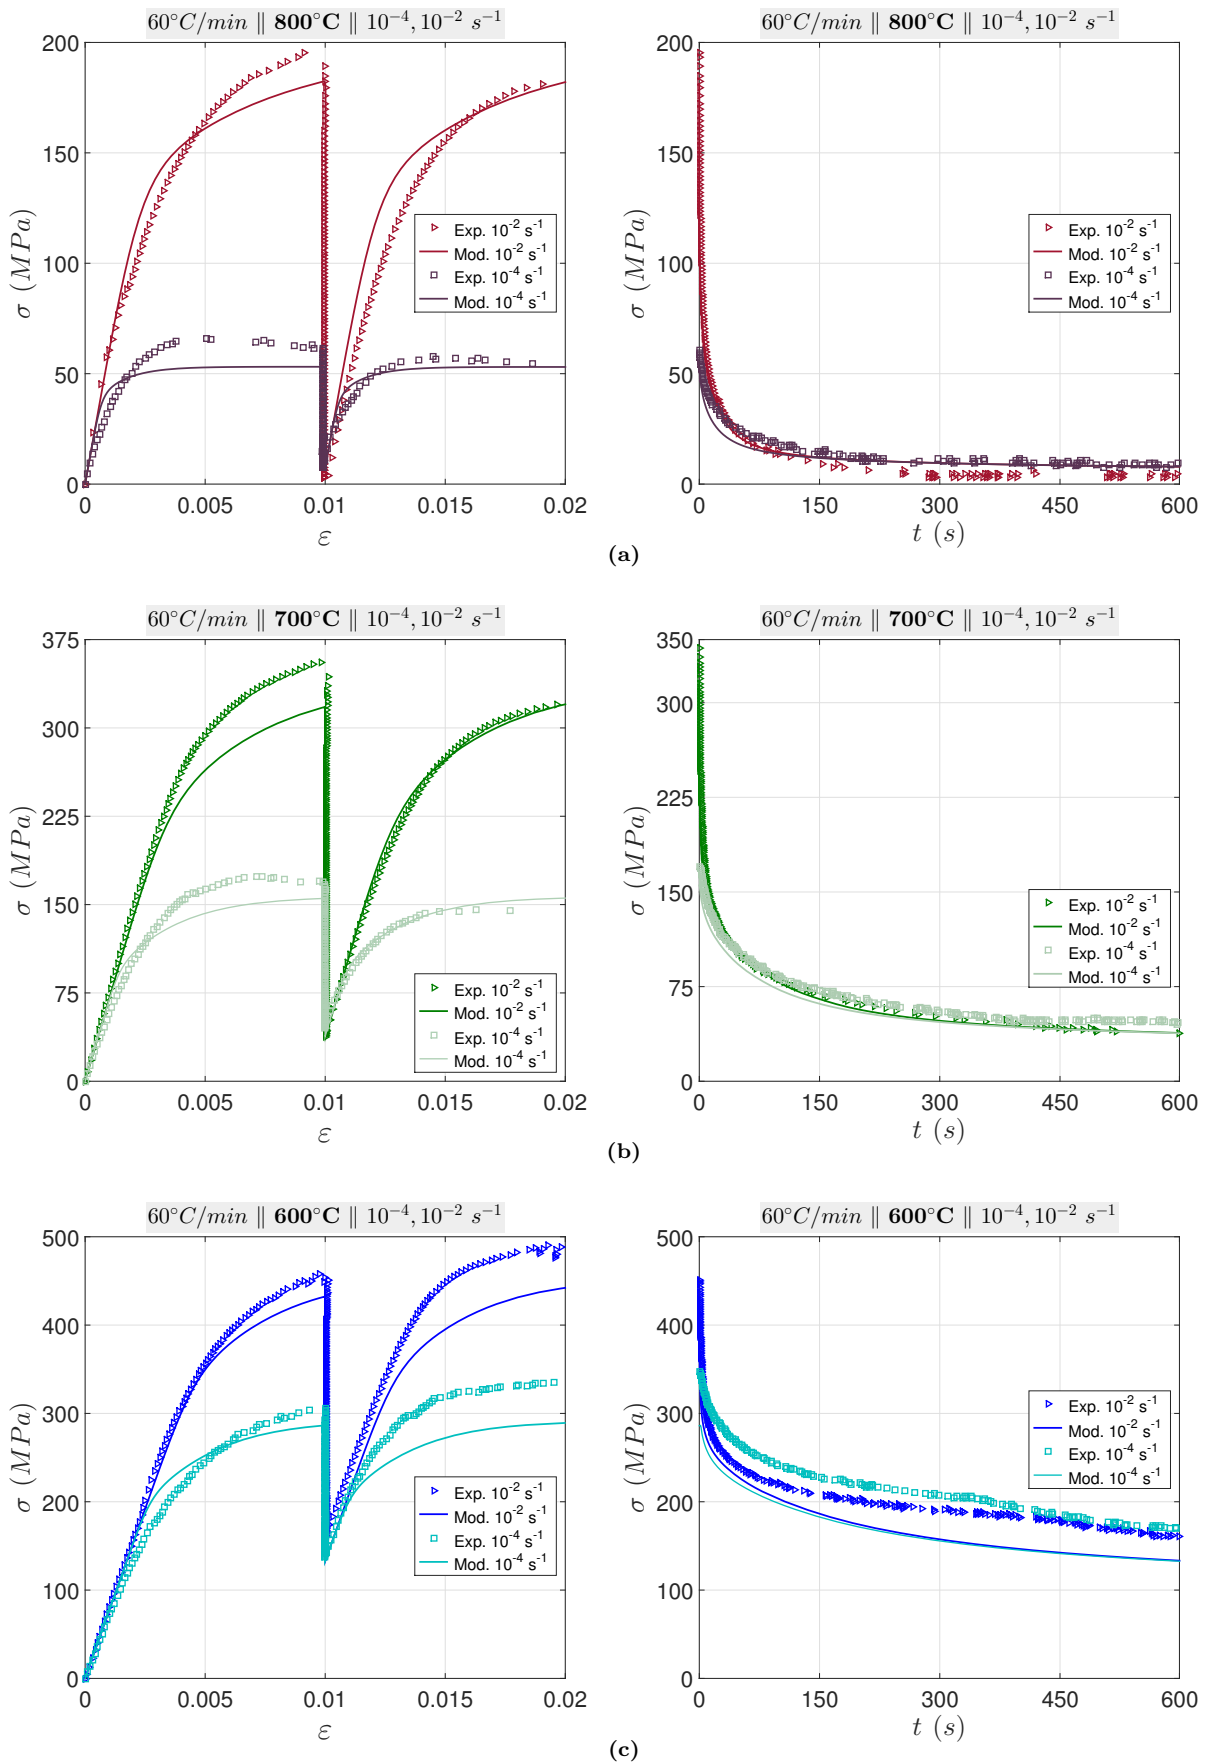 60°C/min ∥ 800°C ∥ 10⁻⁴, 10⁻² s⁻¹
200
150
100
50
0
σ (MPa)
Exp. 10⁻² s⁻¹
Mod. 10⁻² s⁻¹
Exp. 10⁻⁴ s⁻¹
Mod. 10⁻⁴ s⁻¹
0 0.005 0.01 0.015 0.02
ε
60°C/min ∥ 800°C ∥ 10⁻⁴, 10⁻² s⁻¹
200
150
100
50
0
σ (MPa)
Exp. 10⁻² s⁻¹
Mod. 10⁻² s⁻¹
Exp. 10⁻⁴ s⁻¹
Mod. 10⁻⁴ s⁻¹
0 150 300 450 600
t (s)
(a)
60°C/min ∥ 700°C ∥ 10⁻⁴, 10⁻² s⁻¹
375
300
225
150
75
0
σ (MPa)
Exp. 10⁻² s⁻¹
Mod. 10⁻² s⁻¹
Exp. 10⁻⁴ s⁻¹
Mod. 10⁻⁴ s⁻¹
0 0.005 0.01 0.015 0.02
ε
60°C/min ∥ 700°C ∥ 10⁻⁴, 10⁻² s⁻¹
350
300
225
150
75
0
σ (MPa)
Exp. 10⁻² s⁻¹
Mod. 10⁻² s⁻¹
Exp. 10⁻⁴ s⁻¹
Mod. 10⁻⁴ s⁻¹
0 150 300 450 600
t (s)
(b)
60°C/min ∥ 600°C ∥ 10⁻⁴, 10⁻² s⁻¹
500
400
300
200
100
0
σ (MPa)
Exp. 10⁻² s⁻¹
Mod. 10⁻² s⁻¹
Exp. 10⁻⁴ s⁻¹
Mod. 10⁻⁴ s⁻¹
0 0.005 0.01 0.015 0.02
ε
60°C/min ∥ 600°C ∥ 10⁻⁴, 10⁻² s⁻¹
500
400
300
200
100
0
σ (MPa)
Exp. 10⁻² s⁻¹
Mod. 10⁻² s⁻¹
Exp. 10⁻⁴ s⁻¹
Mod. 10⁻⁴ s⁻¹
0 150 300 450 600
t (s)
(c)